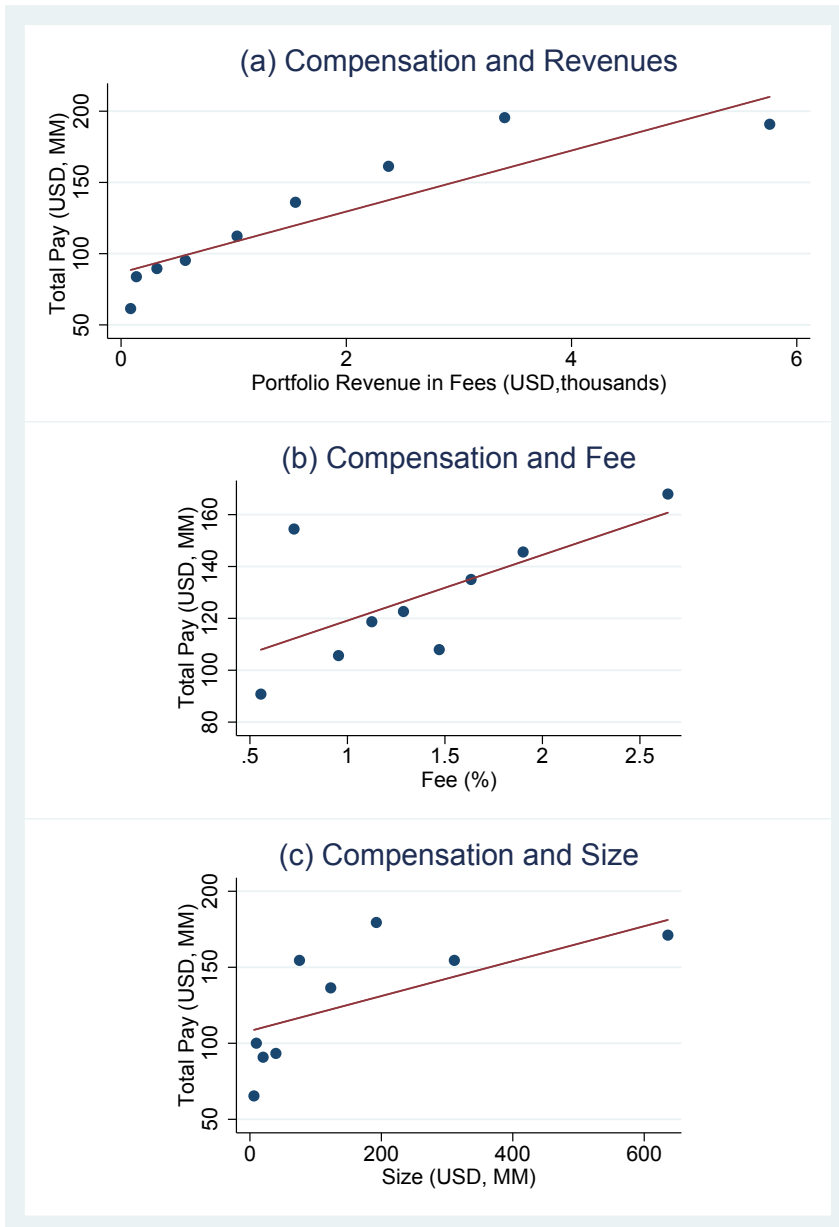 (a) Compensation and Revenues
Total Pay (USD, MM)
200
150
100
50
0 2 4 6
Portfolio Revenue in Fees (USD,thousands)
(b) Compensation and Fee
Total Pay (USD, MM)
160
140
120
100
80
.5 1 1.5 2 2.5
Fee (%)
(c) Compensation and Size
Total Pay (USD, MM)
200
150
100
50
0 200 400 600
Size (USD, MM)